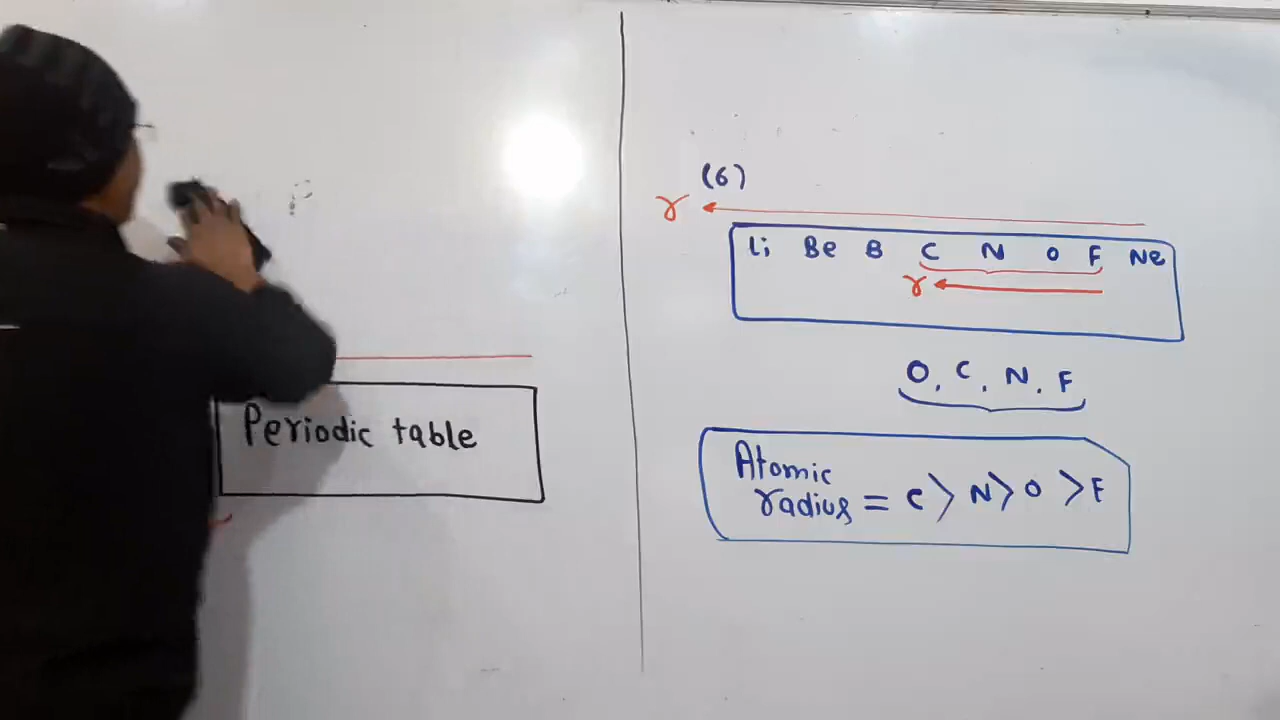 Periodic table
(6)
r
Li Be B C N O F Ne
r
O, C, N, F
Atomic
radius = C > N > O > F